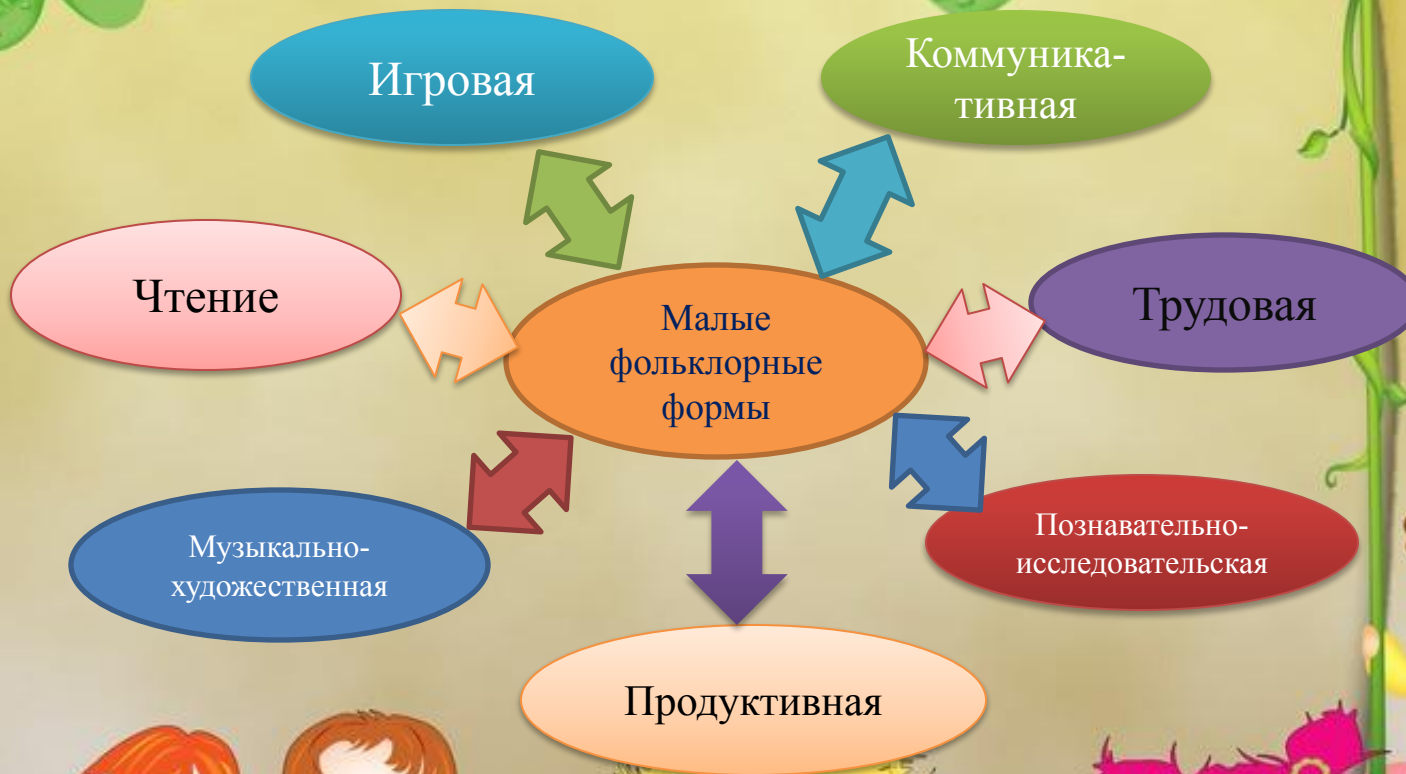 Игровая
Коммуника-
тивная
Чтение
Трудовая
Малые
фольклорные
формы
Музыкально-
художественная
Познавательно-
исследовательская
Продуктивная